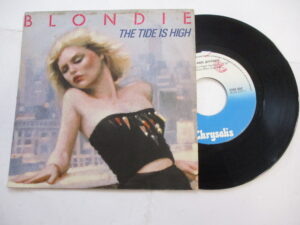 BLONDIE
THE TIDE IS HIGH
Chrysalis